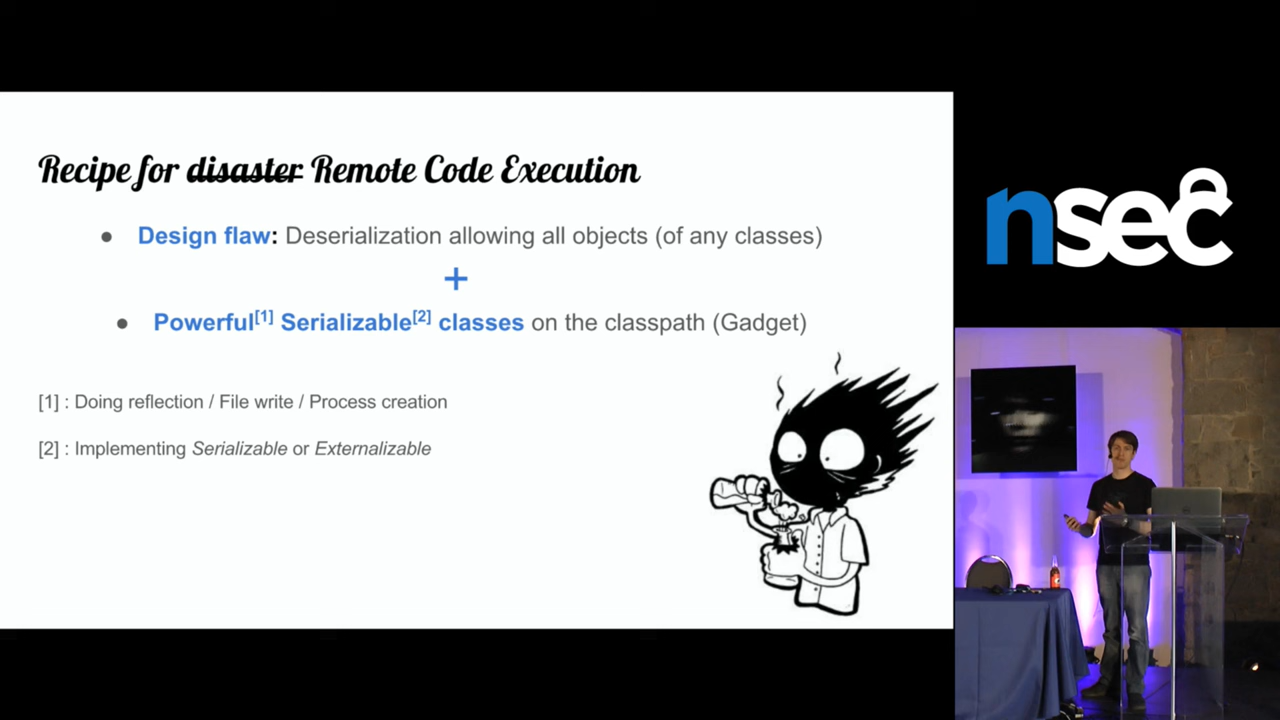 Recipe for disaster Remote Code Execution
● Design flaw: Deserialization allowing all objects (of any classes)
+
● Powerful[1] Serializable[2] classes on the classpath (Gadget)
[1] : Doing reflection / File write / Process creation
[2] : Implementing Serializable or Externalizable
nsec